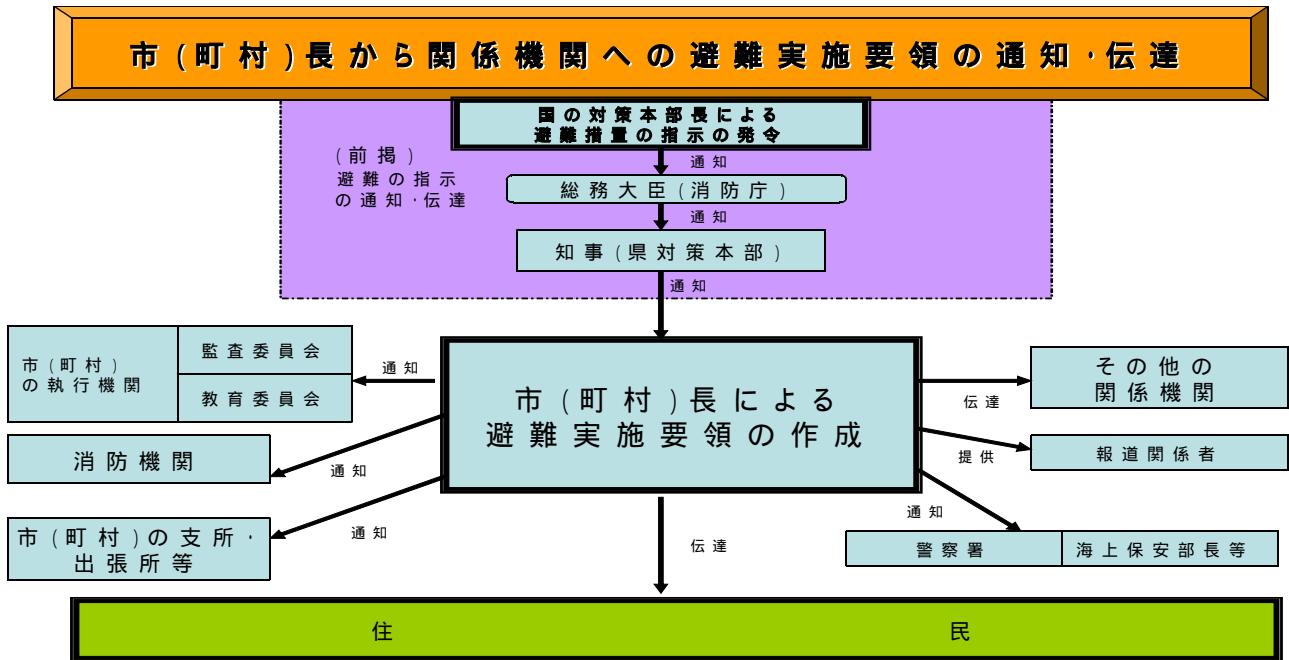 市(町村)長から関係機関への避難実施要領の通知・伝達
国の対策本部長による
避難措置の指示の発令
(前掲)
避難の指示
の通知・伝達
通知
総務大臣(消防庁)
通知
知事(県対策本部)
通知
市(町村)
の執行機関
監査委員会
教育委員会
通知
消防機関
通知
市(町村)の支所・
出張所等
通知
市(町村)長による
避難実施要領の作成
その他の
関係機関
伝達
報道関係者
提供
通知
警察署
海上保安部長等
伝達
住民